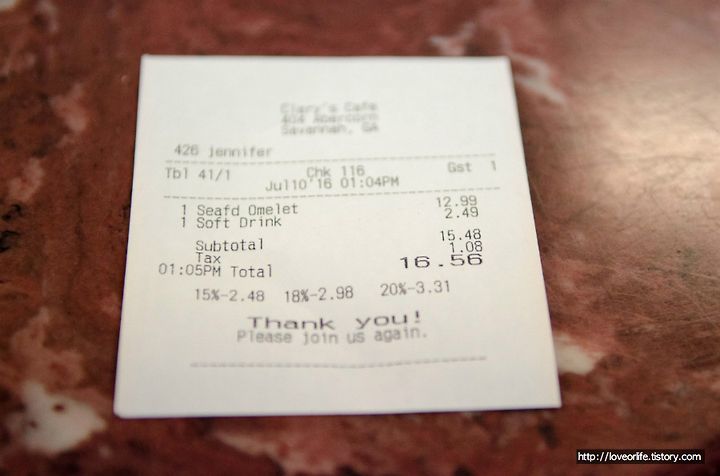 Clary's Cafe
404 Abercorn
Savannah, GA
426 jennifer
Tbl 41/1 Chk 116 Gst 1
Jul10'16 01:04PM
1 Seafd Omelet 12.99
1 Soft Drink 2.49
Subtotal 15.48
Tax 1.08
01:05PM Total 16.56
15%-2.48 18%-2.98 20%-3.31
Thank you!
Please join us again.
http://loveorlife.tistory.com